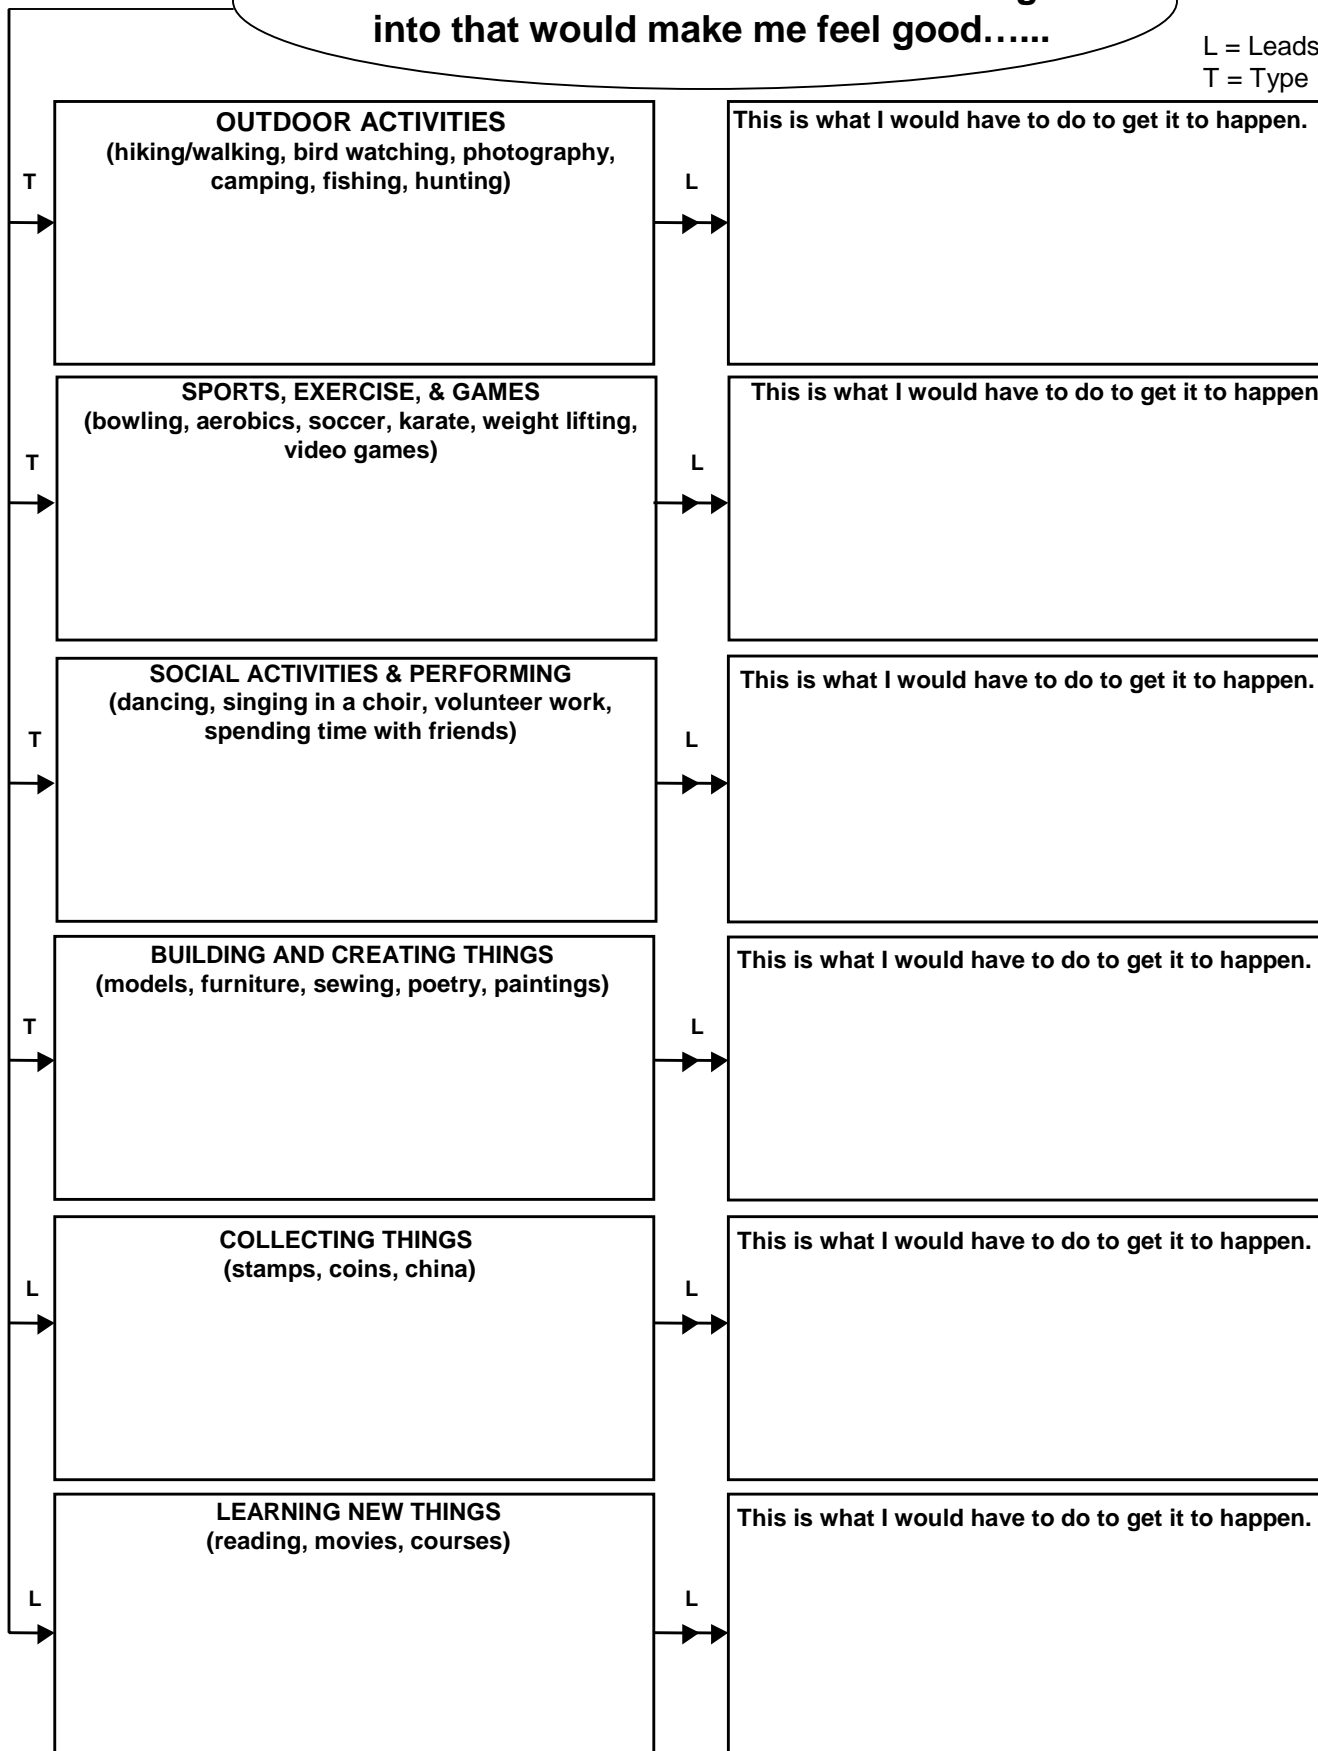 into that would make me feel good…...
L = Leads
T = Type
OUTDOOR ACTIVITIES
(hiking/walking, bird watching, photography,
camping, fishing, hunting)
T
L
This is what I would have to do to get it to happen.
SPORTS, EXERCISE, & GAMES
(bowling, aerobics, soccer, karate, weight lifting,
video games)
T
L
This is what I would have to do to get it to happen
SOCIAL ACTIVITIES & PERFORMING
(dancing, singing in a choir, volunteer work,
spending time with friends)
T
L
This is what I would have to do to get it to happen.
BUILDING AND CREATING THINGS
(models, furniture, sewing, poetry, paintings)
T
L
This is what I would have to do to get it to happen.
COLLECTING THINGS
(stamps, coins, china)
L
L
This is what I would have to do to get it to happen.
LEARNING NEW THINGS
(reading, movies, courses)
L
L
This is what I would have to do to get it to happen.